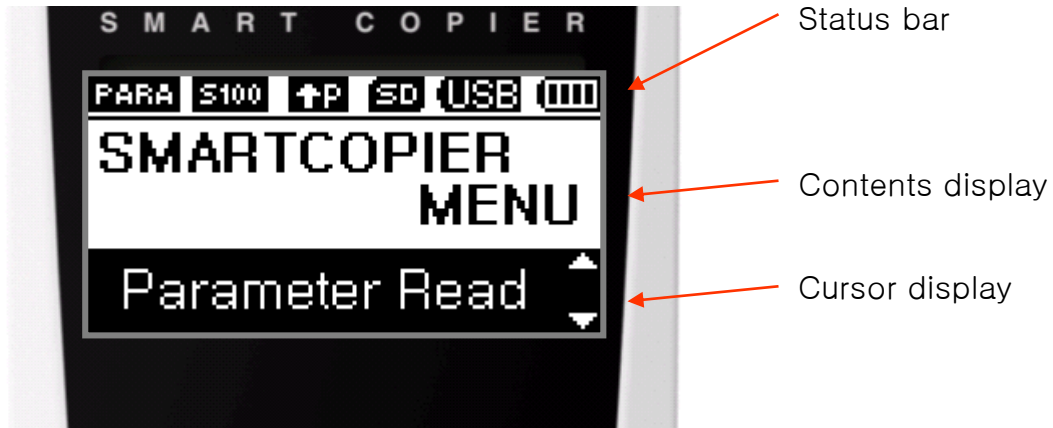 SMART COPIER
Status bar
PARA S100 ↑P SD USB
SMARTCOPIER
MENU
Contents display
Parameter Read
Cursor display